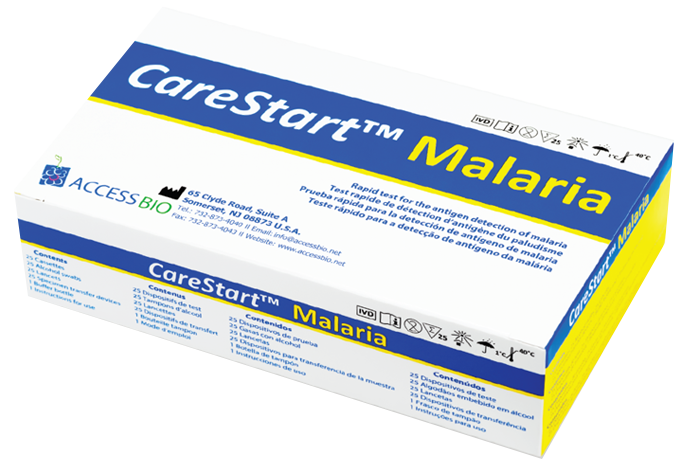 CareStart™ Malaria
IVD
25
1°C
40°C
Rapid test for the antigen detection of malaria
Test rapide de détection d'antigène du paludisme
Prueba rápida para la detección de antígeno de malaria
Teste rápido para a detecção de antígeno da malária
ACCESS BIO
65 Clyde Road, Suite A
Somerset, NJ 08873 U.S.A.
Tel.: 732-873-4040 II Email: info@accessbio.net
Fax: 732-873-4043 II Website: www.accessbio.net
CareStart™ Malaria
IVD
25
1°C
40°C
Contents
25 Alcohol swabs
25 Lancets
25 Specimen transfer devices
1 Buffer bottle
1 Instructions for use
Contenus
25 Dispositifs de test
25 Tampons d'alcool
25 Lancettes
25 Dispositifs de transfert
1 Bouteille tampon
1 Mode d'emploi
Contenidos
25 Dispositivos de prueba
25 Gasas con alcohol
25 Lancetas
25 Dispositivos para transferencia de la muestra
1 Botella de tampón
1 Instrucciones de uso
Conteúdos
25 Dispositivos de teste
25 Algodãos embebido em álcool
25 Lancetas
25 Dispositivos de transferência
1 Frasco de tampão
1 Instruções para uso
CareStart™ Malaria